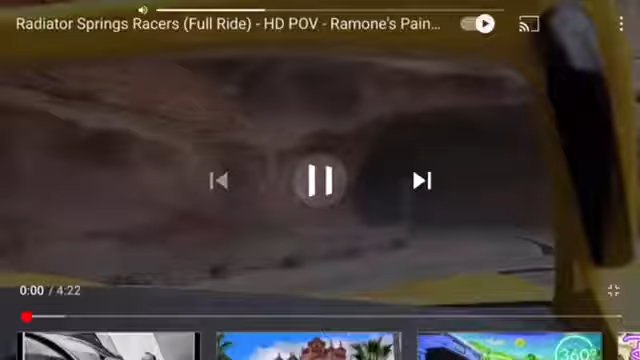 Radiator Springs Racers (Full Ride) - HD POV - Ramone's Pain...
0:00 / 4:22
360°